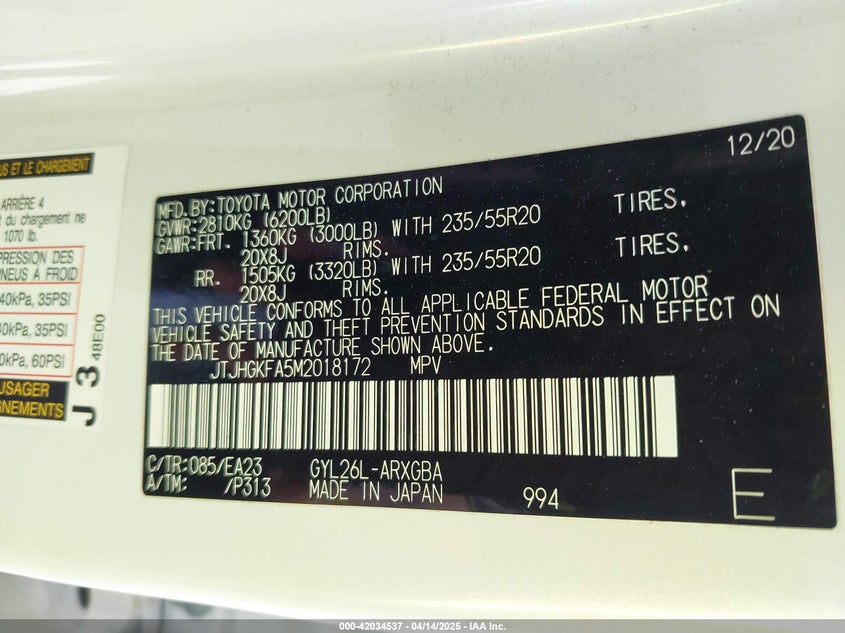 US ET LE CHARGEMENT
ARRIÈRE 4
t du chargement ne
1070 lb.
PRESSION DES
RNEUS À FROID
40kPa, 35PSI
40kPa, 35PSI
0kPa, 60PSI
USAGER
GNEMENTS
J 3 48E00
12/20
MFD. BY: TOYOTA MOTOR CORPORATION
GVWR: 2810KG (6200LB)
GAWR: FRT. 1360KG (3000LB) WITH 235/55R20 TIRES,
20X8J RIMS.
RR. 1505KG (3320LB) WITH 235/55R20 TIRES,
20X8J RIMS.
THIS VEHICLE CONFORMS TO ALL APPLICABLE FEDERAL MOTOR
VEHICLE SAFETY AND THEFT PREVENTION STANDARDS IN EFFECT ON
THE DATE OF MANUFACTURE SHOWN ABOVE.
JTJHGKFA5M2018172 MPV
C/TR: 085/EA23 GYL26L-ARXGBA
A/TM: /P313 MADE IN JAPAN 994
E
000-42034537 - 04/14/2025 - IAA Inc.